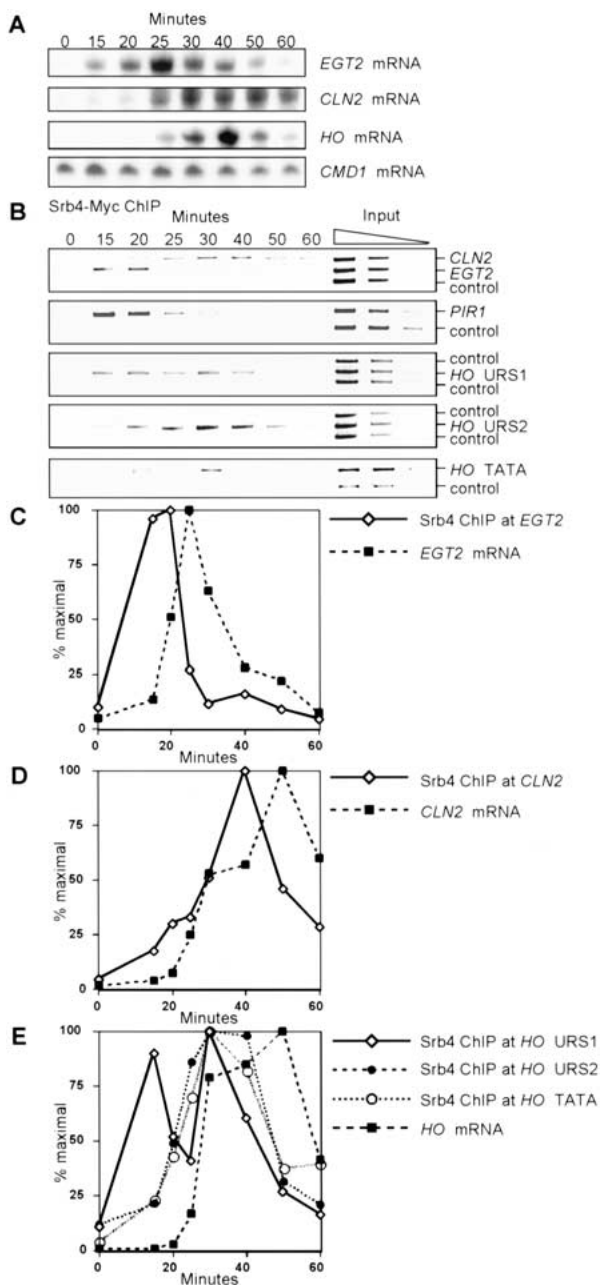 A
Minutes
0 15 20 25 30 40 50 60
EGT2 mRNA
CLN2 mRNA
HO mRNA
CMD1 mRNA
B
Srb4-Myc ChIP
Minutes
Input
0 15 20 25 30 40 50 60
CLN2
EGT2
control
PIR1
control
control
HO URS1
control
control
HO URS2
control
HO TATA
control
C
100
75
50
25
0
% maximal
0 20 40 60
Minutes
Srb4 ChIP at EGT2
EGT2 mRNA
D
100
75
50
25
0
% maximal
0 20 40 60
Minutes
Srb4 ChIP at CLN2
CLN2 mRNA
E
100
75
50
25
0
% maximal
0 20 40 60
Minutes
Srb4 ChIP at HO URS1
Srb4 ChIP at HO URS2
Srb4 ChIP at HO TATA
HO mRNA